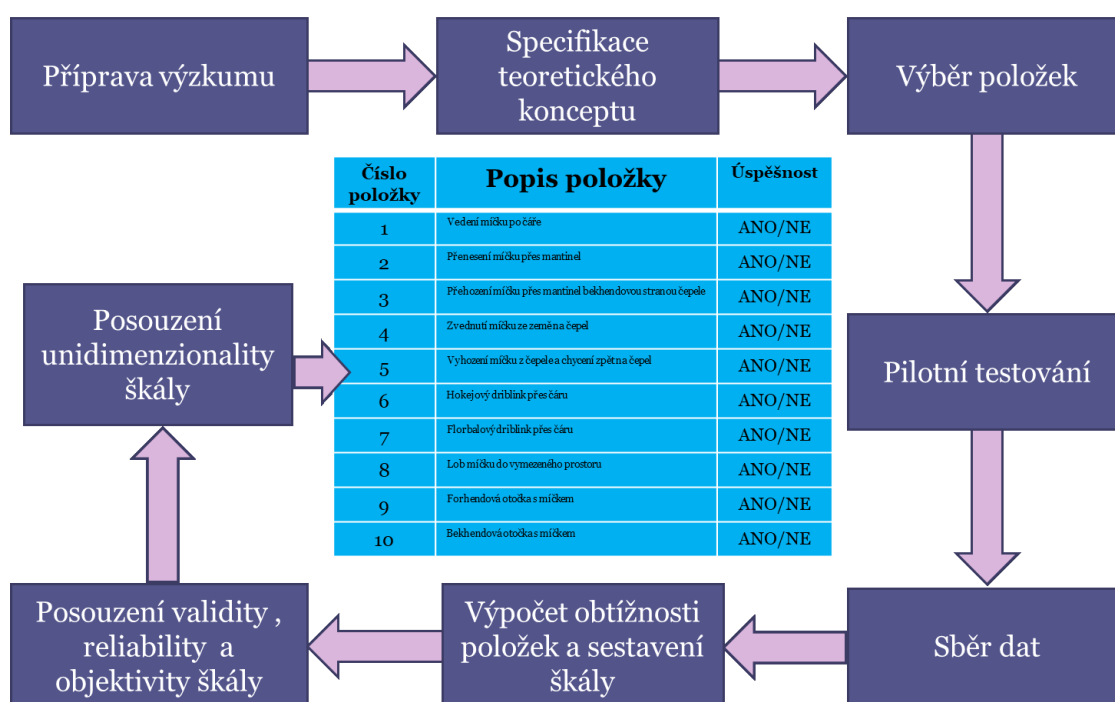 Příprava výzkumu
Specifikace
teoretického
konceptu
Výběr položek
Číslo
položky
Popis položky
Úspěšnost
1 Vedení míčku po čáře ANO/NE
2 Přenesení míčku přes mantinel ANO/NE
3 Přehození míčku přes mantinel bekhendovou stranou čepele ANO/NE
4 Zvednutí míčku ze země na čepel ANO/NE
5 Vyhození míčku z čepele a chycení zpět na čepel ANO/NE
6 Hokejový driblink přes čáru ANO/NE
7 Florbalový driblink přes čáru ANO/NE
8 Lob míčku do vymezeného prostoru ANO/NE
9 Forhendová otočka s míčkem ANO/NE
10 Bekhendová otočka s míčkem ANO/NE
Posouzení
unidimenzionality
škály
Pilotní testování
Posouzení validity ,
reliability a
objektivity škály
Výpočet obtížnosti
položek a sestavení
škály
Sběr dat